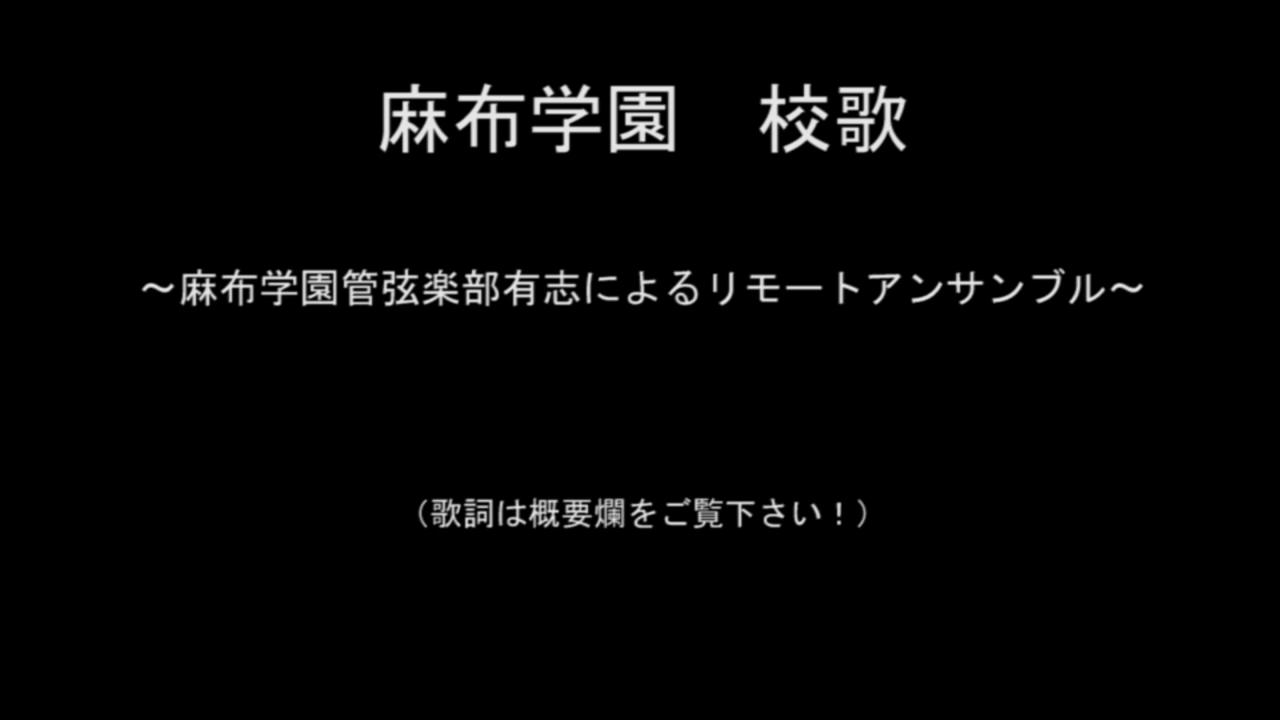 麻布学園　校歌
～麻布学園管弦楽部有志によるリモートアンサンブル～
（歌詞は概要爛をご覧下さい！）